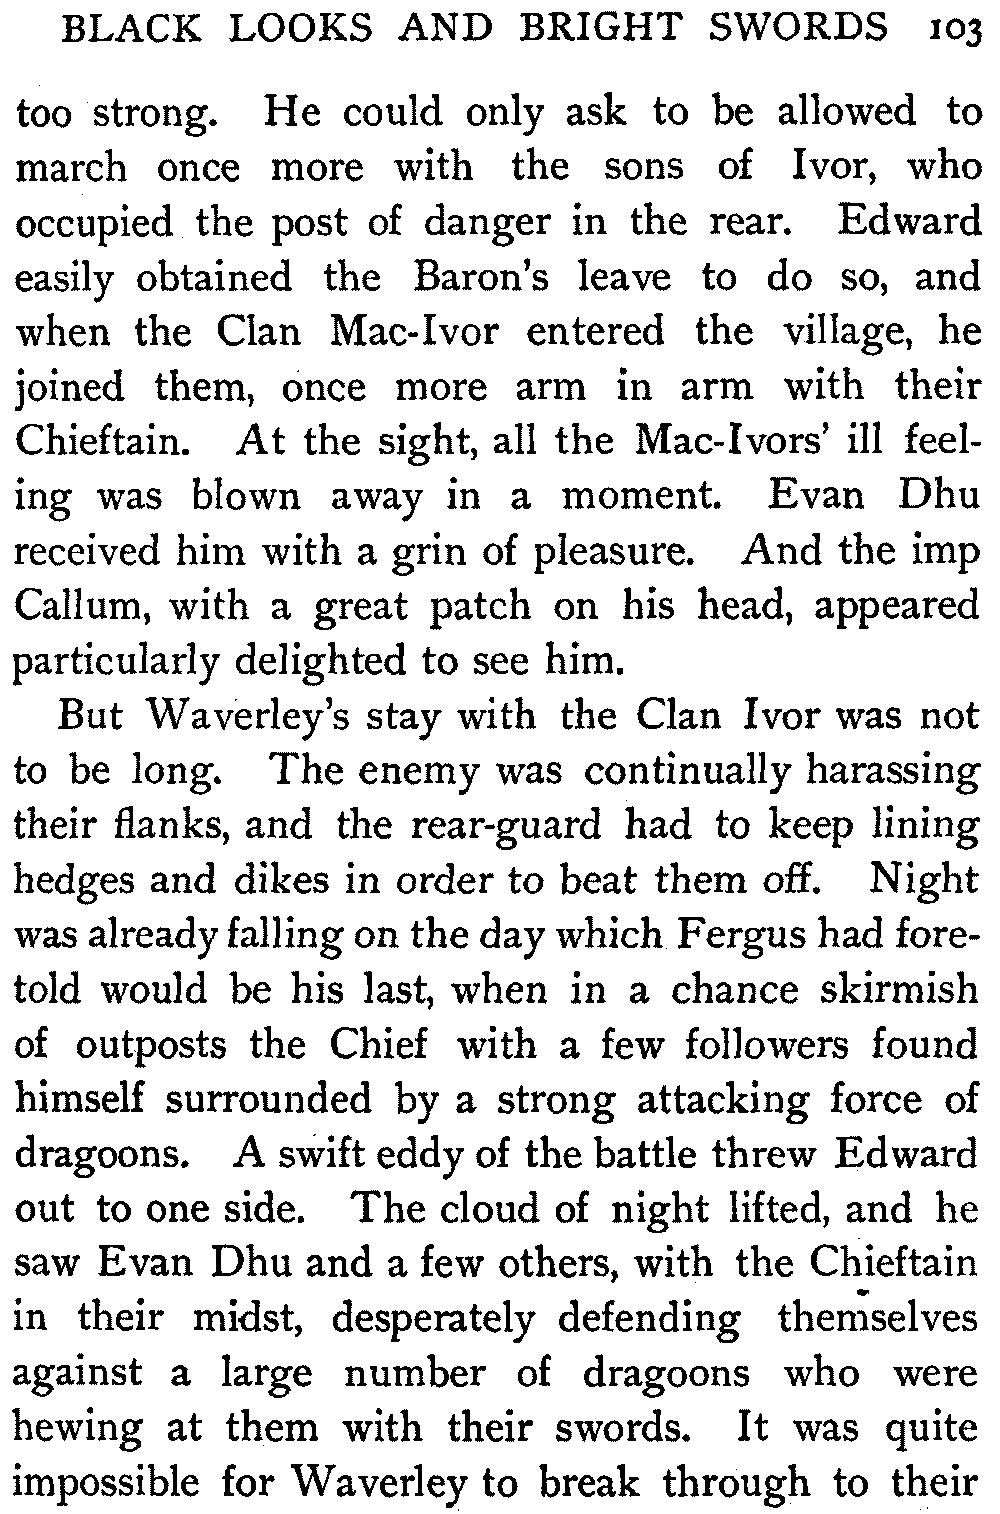 BLACK LOOKS AND BRIGHT SWORDS 103
too strong. He could only ask to be allowed to
march once more with the sons of Ivor, who
occupied the post of danger in the rear. Edward
easily obtained the Baron's leave to do so, and
when the Clan Mac-Ivor entered the village, he
joined them, once more arm in arm with their
Chieftain. At the sight, all the Mac-Ivors' ill feel-
ing was blown away in a moment. Evan Dhu
received him with a grin of pleasure. And the imp
Callum, with a great patch on his head, appeared
particularly delighted to see him.
But Waverley's stay with the Clan Ivor was not
to be long. The enemy was continually harassing
their flanks, and the rear-guard had to keep lining
hedges and dikes in order to beat them off. Night
was already falling on the day which Fergus had fore-
told would be his last, when in a chance skirmish
of outposts the Chief with a few followers found
himself surrounded by a strong attacking force of
dragoons. A swift eddy of the battle threw Edward
out to one side. The cloud of night lifted, and he
saw Evan Dhu and a few others, with the Chieftain
in their midst, desperately defending themselves
against a large number of dragoons who were
hewing at them with their swords. It was quite
impossible for Waverley to break through to their